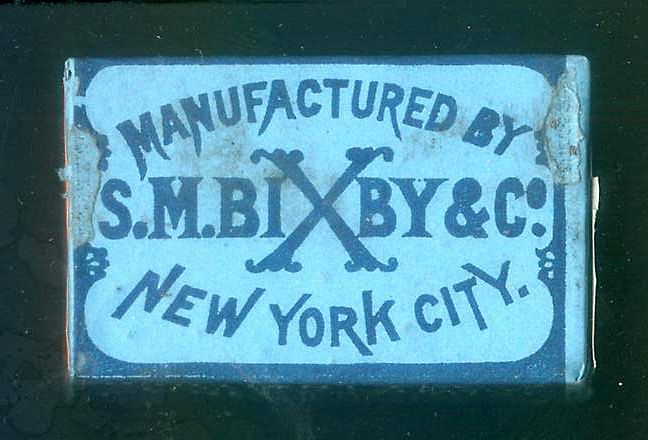 MANUFACTURED BY
S.M.BIXBY & Co.
NEW YORK CITY.